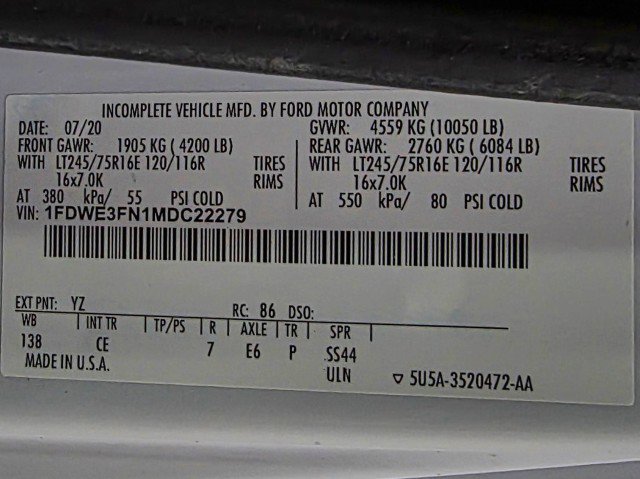 INCOMPLETE VEHICLE MFD. BY FORD MOTOR COMPANY
DATE: 07/20 GVWR: 4559 KG (10050 LB)
FRONT GAWR: 1905 KG ( 4200 LB) REAR GAWR: 2760 KG ( 6084 LB)
WITH LT245/75R16E 120/116R TIRES WITH LT245/75R16E 120/116R TIRES
16x7.0K RIMS 16x7.0K RIMS
AT 380 kPa/ 55 PSI COLD AT 550 kPa/ 80 PSI COLD
VIN: 1FDWE3FN1MDC22279
EXT PNT: YZ RC: 86 DSO:
WB INT TR TP/PS R AXLE TR SPR
138 CE 7 E6 P SS44
MADE IN U.S.A. ULN ▽ 5U5A-3520472-AA